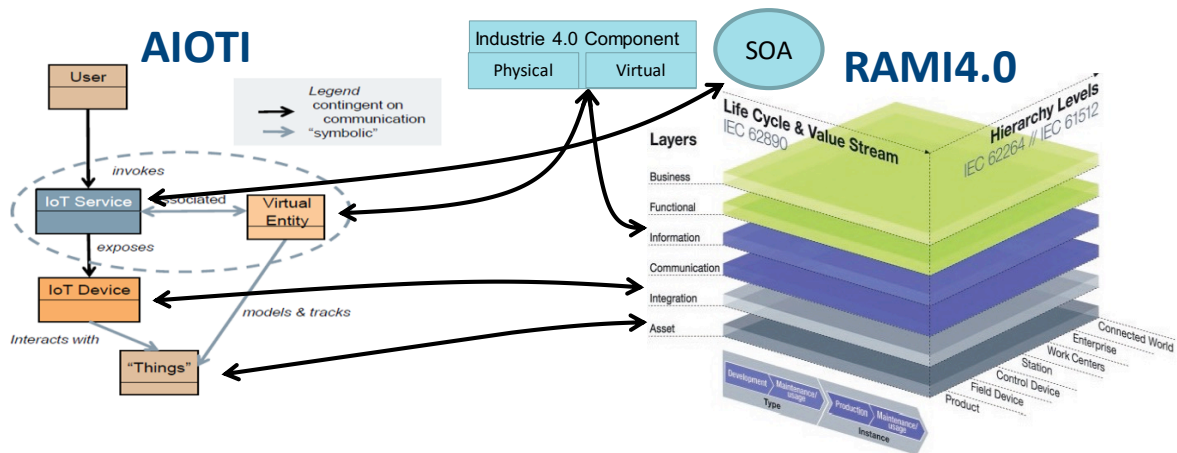 AIOTI
User
Legend
contingent on
communication
"symbolic"
invokes
IoT Service
associated
Virtual
Entity
exposes
IoT Device
models & tracks
Interacts with
"Things"
Industrie 4.0 Component
Physical
Virtual
SOA
RAMI4.0
Life Cycle & Value Stream
IEC 62890
Hierarchy Levels
IEC 62264 // IEC 61512
Layers
Business
Functional
Information
Communication
Integration
Asset
Connected World
Enterprise
Work Centers
Station
Control Device
Field Device
Product
Development
Maintenance/
usage
Type
Production
Maintenance/
usage
Instance